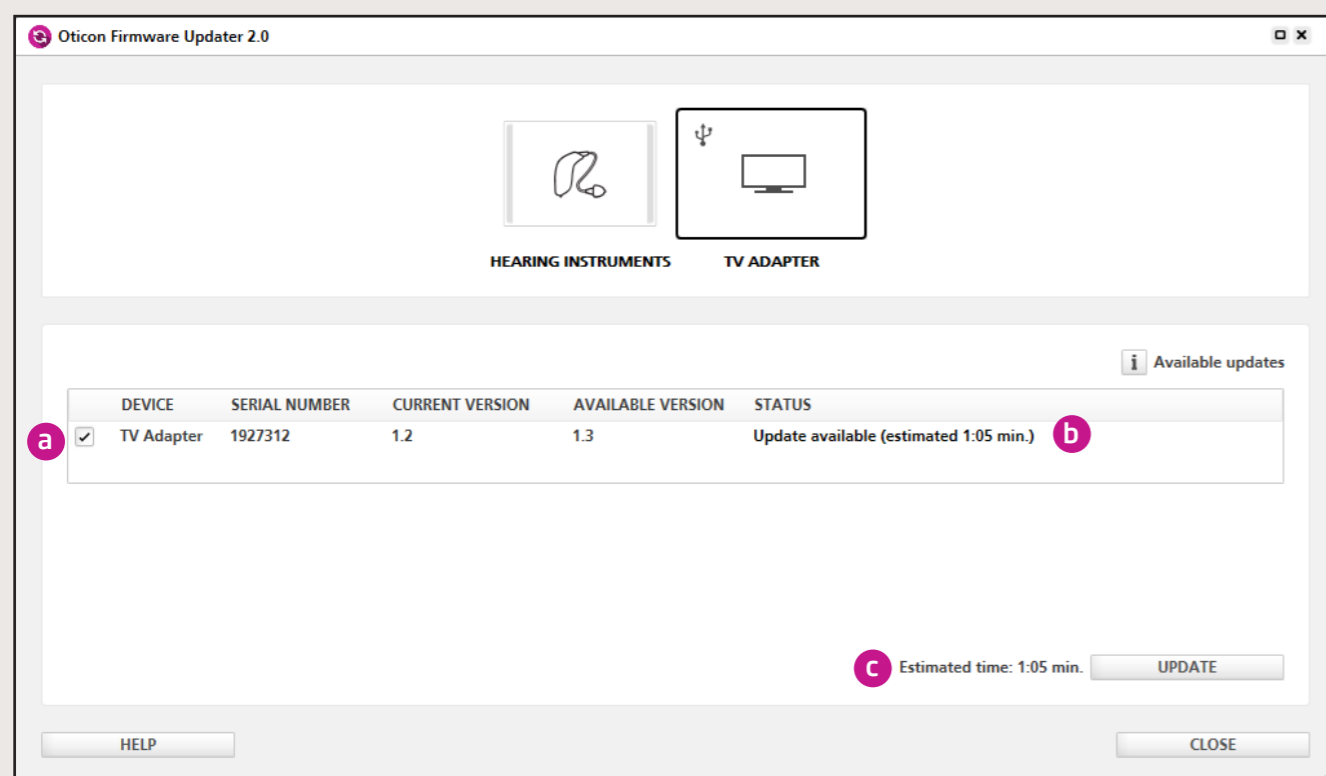 Oticon Firmware Updater 2.0
HEARING INSTRUMENTS TV ADAPTER
i Available updates
DEVICE SERIAL NUMBER CURRENT VERSION AVAILABLE VERSION STATUS
a TV Adapter 1927312 1.2 1.3 Update available (estimated 1:05 min.) b
c Estimated time: 1:05 min. UPDATE
HELP CLOSE